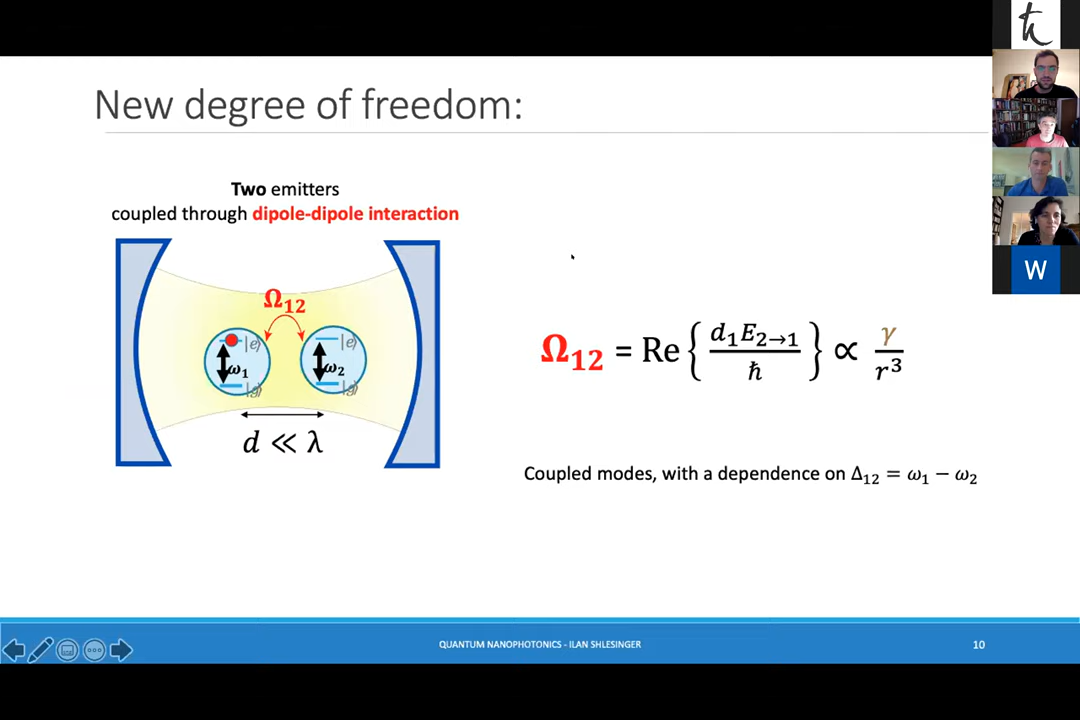 ℏ
New degree of freedom:
Two emitters
coupled through dipole-dipole interaction
Ω₁₂
|e⟩ |e⟩
ω₁ ω₂
|g⟩ |g⟩
d ≪ λ
Ω₁₂ = Re { d₁E₂→₁ / ℏ } ∝ γ / r³
Coupled modes, with a dependence on Δ₁₂ = ω₁ − ω₂
W
QUANTUM NANOPHOTONICS - ILAN SHLESINGER
10